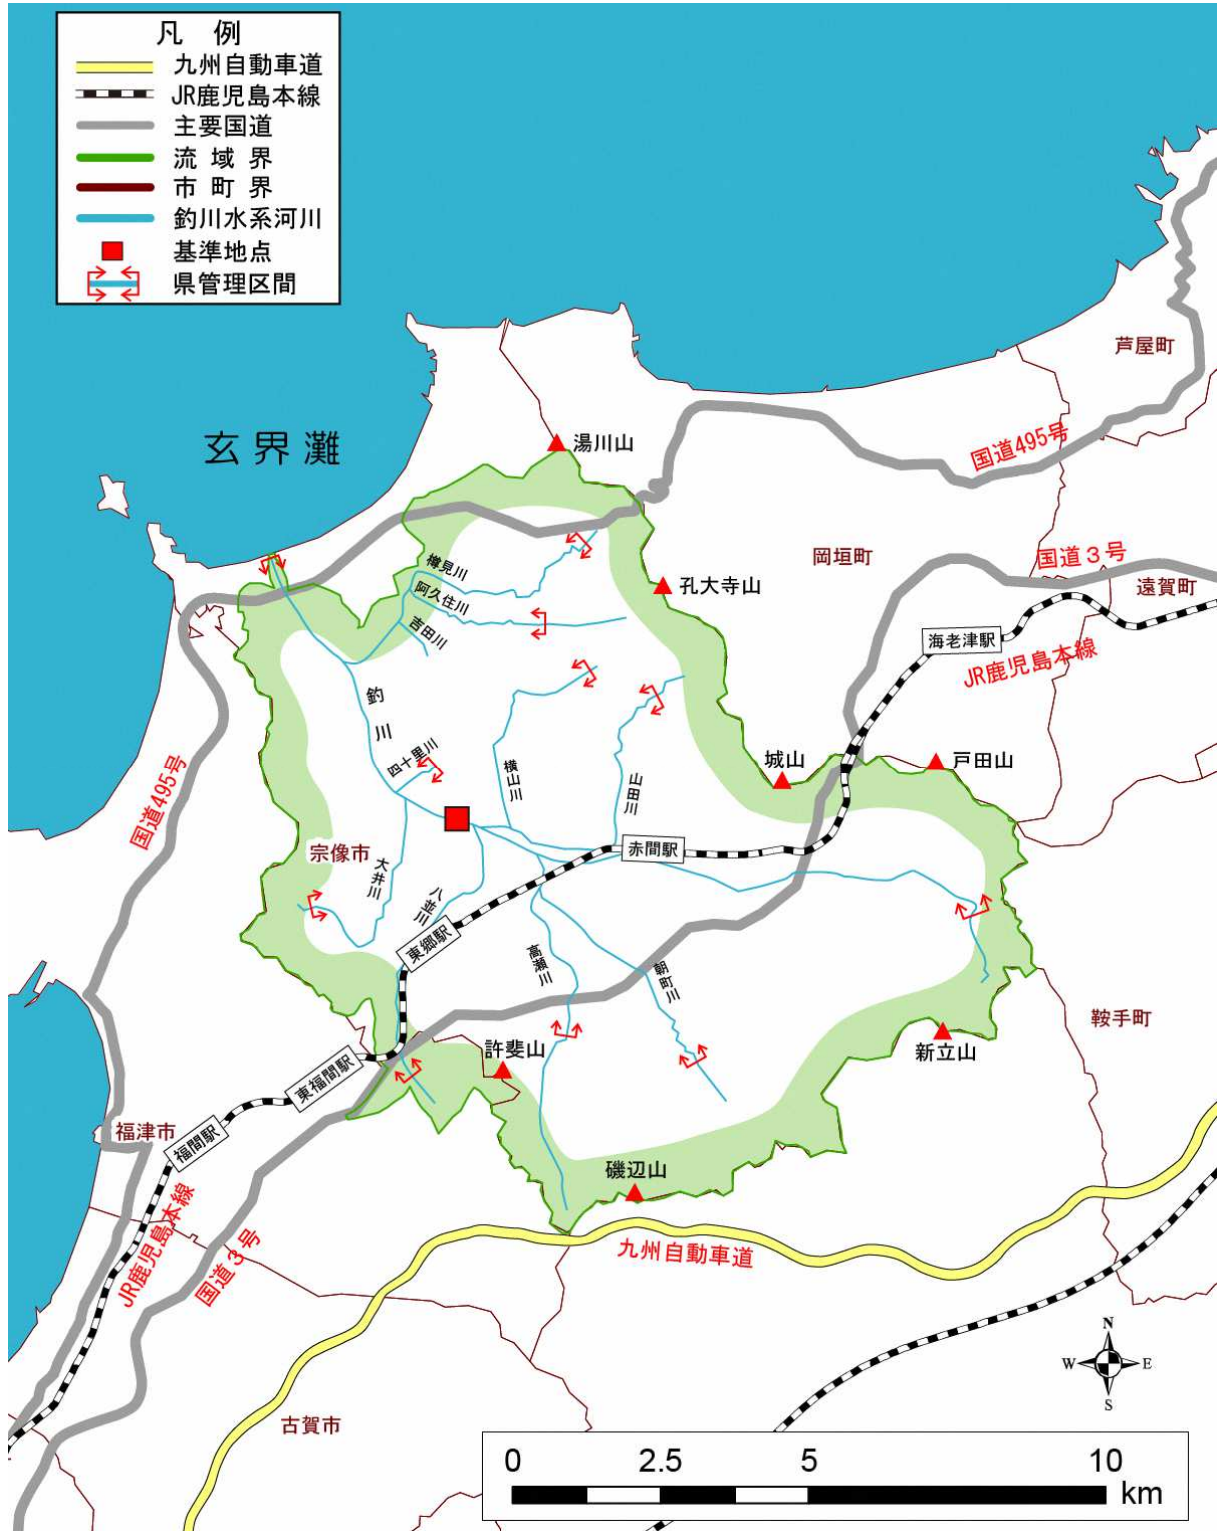 凡 例
九州自動車道
JR鹿児島本線
主要国道
流 域 界
市 町 界
釣川水系河川
基準地点
県管理区間
芦屋町
玄界灘
湯川山
国道495号
樽見川
岡垣町
国道３号
阿久住川
孔大寺山
遠賀町
吉田川
海老津駅
JR鹿児島本線
釣川
四十里川
横山川
山田川
城山
戸田山
国道495号
宗像市
大井川
八並川
赤間駅
東郷駅
高瀬川
朝町川
鞍手町
新立山
許斐山
東福間駅
福津市
福間駅
磯辺山
JR鹿児島本線
国道３号
九州自動車道
N
W
E
S
古賀市
0 2.5 5 10
km